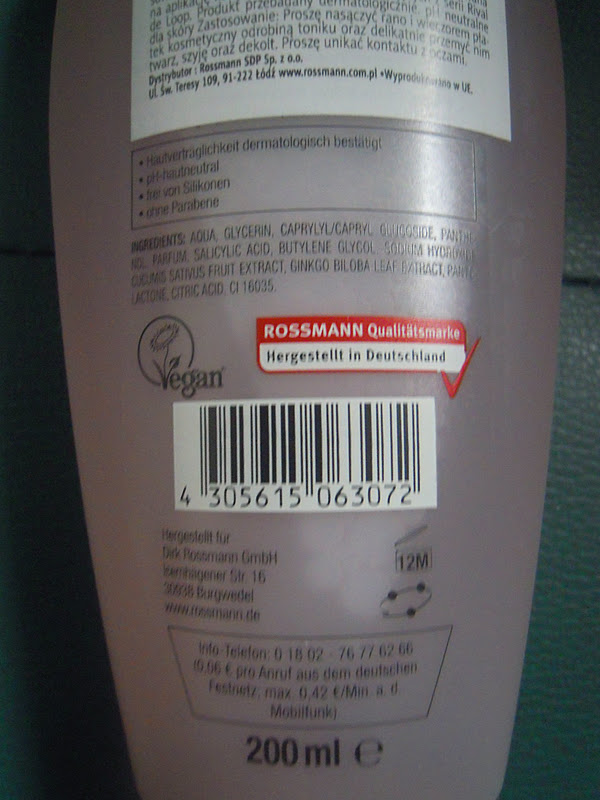 na aplikację serii Rival
de Loop. Produkt przebadany dermatologicznie, pH neutralne
dla skóry Zastosowanie: Proszę nasączyć rano i wieczorem pła-
tek kosmetyczny odrobiną toniku oraz delikatnie przemyć nim
twarz, szyję oraz dekolt. Proszę unikać kontaktu z oczami.
Dystrybutor : Rossmann SDP Sp. z o.o.
ul. Św. Teresy 109, 91-222 Łódź www.rossmann.com.pl •Wyprodukowano w UE.
• Hautverträglichkeit dermatologisch bestätigt
• pH-hautneutral
• frei von Silikonen
• ohne Parabene
INGREDIENTS: AQUA, GLYCERIN, CAPRYLYL/CAPRYL GLUCOSIDE, PANTHE-
NOL, PARFUM, SALICYLIC ACID, BUTYLENE GLYCOL, SODIUM HYDROXIDE,
CUCUMIS SATIVUS FRUIT EXTRACT, GINKGO BILOBA LEAF EXTRACT, PANTO-
LACTONE, CITRIC ACID, CI 16035.
Vegan
ROSSMANN Qualitätsmarke
Hergestellt in Deutschland
4 305615 063072
Hergestellt für
Dirk Rossmann GmbH
Isernhagener Str. 16
30938 Burgwedel
www.rossmann.de
12M
Info-Telefon: 0 18 02 - 76 77 62 66
(0,06 € pro Anruf aus dem deutschen
Festnetz, max. 0,42 €/Min. a. d.
Mobilfunk)
200 ml e